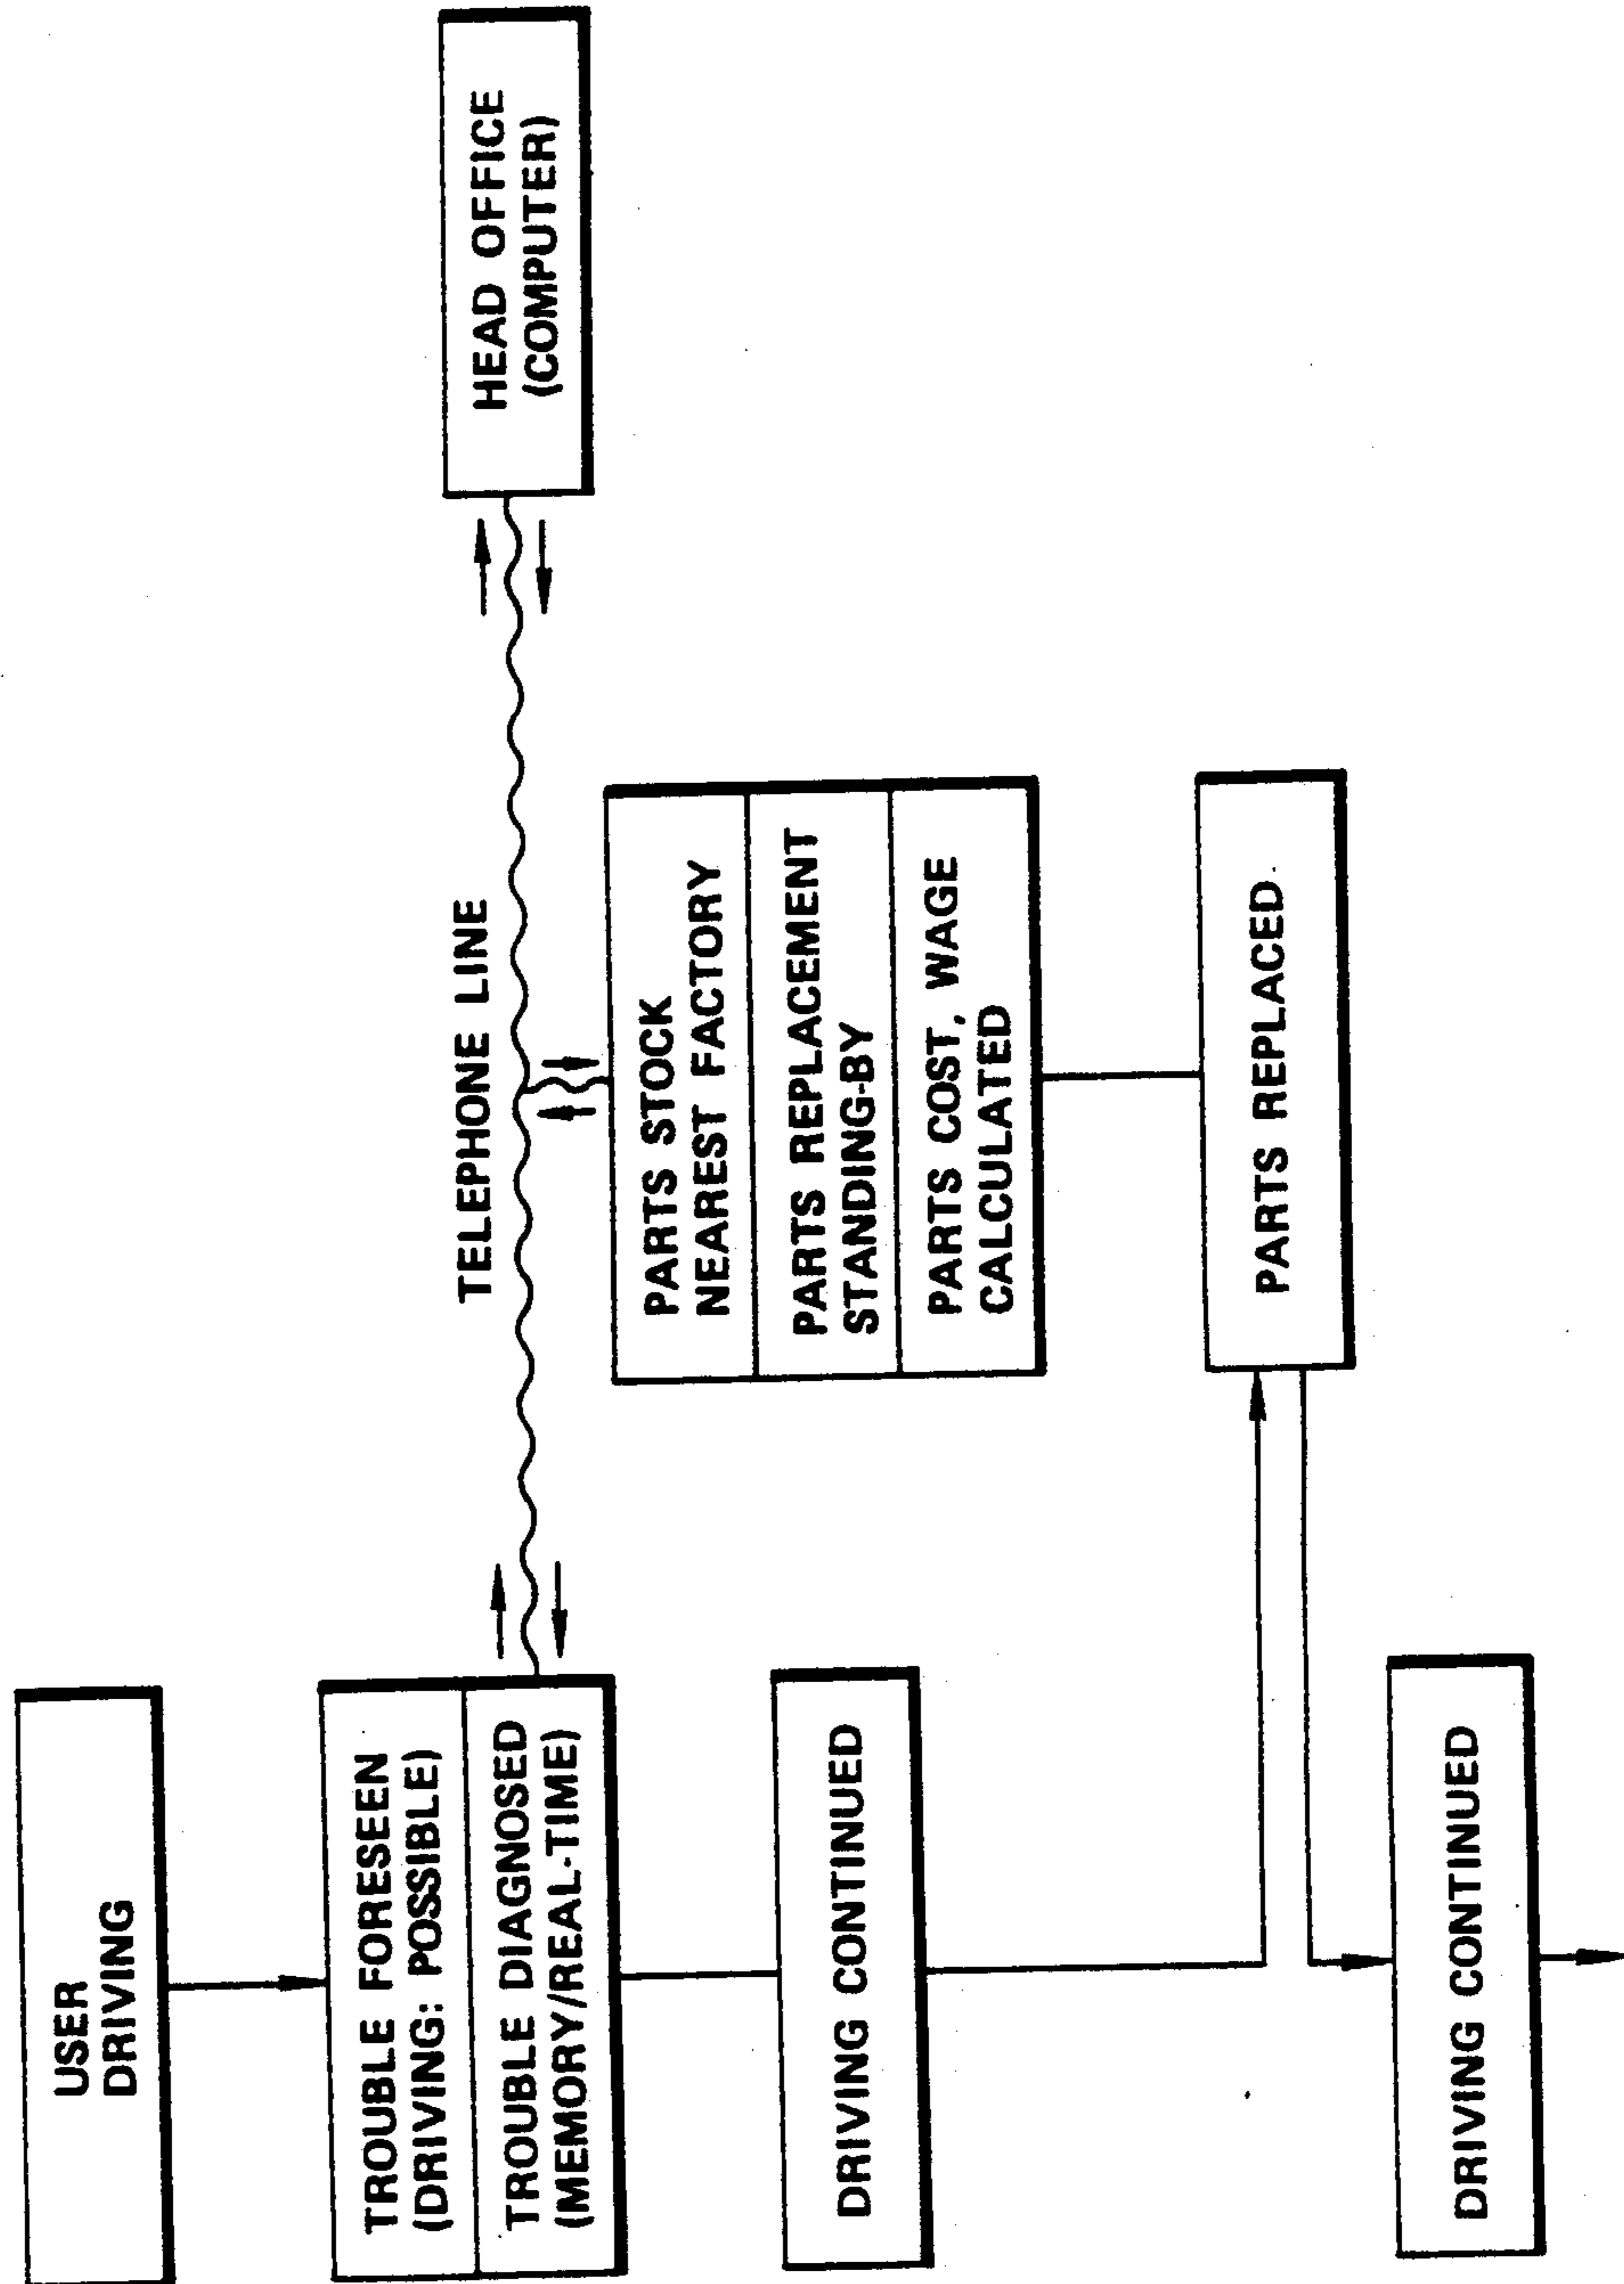 USER
DRIVING
TROUBLE FORESEEN
(DRIVING: POSSIBLE)
TROUBLE DIAGNOSED
(MEMORY/REAL-TIME)
DRIVING CONTINUED
DRIVING CONTINUED
TELEPHONE LINE
PARTS STOCK
NEAREST FACTORY
PARTS REPLACEMENT
STANDING-BY
PARTS COST, WAGE
CALCULATED
PARTS REPLACED
HEAD OFFICE
(COMPUTER)